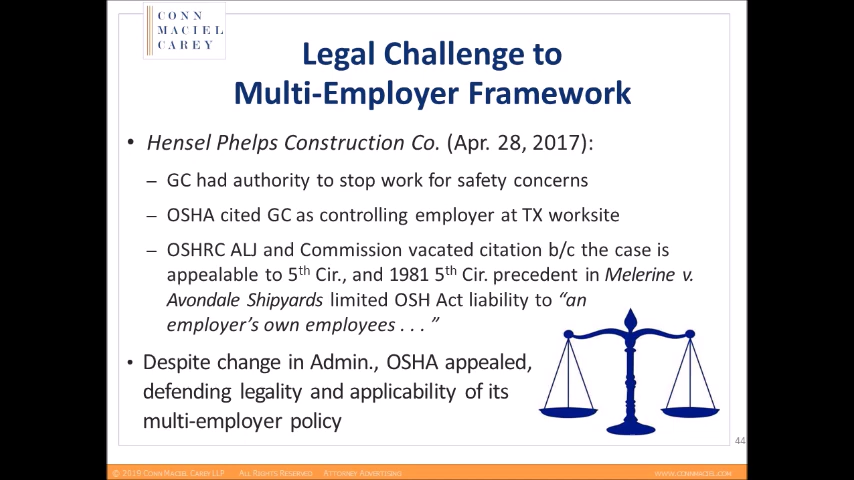 CONN
MACIEL
CAREY
Legal Challenge to
Multi-Employer Framework
• Hensel Phelps Construction Co. (Apr. 28, 2017):
– GC had authority to stop work for safety concerns
– OSHA cited GC as controlling employer at TX worksite
– OSHRC ALJ and Commission vacated citation b/c the case is
appealable to 5th Cir., and 1981 5th Cir. precedent in Melerine v.
Avondale Shipyards limited OSH Act liability to “an
employer’s own employees . . . ”
• Despite change in Admin., OSHA appealed,
defending legality and applicability of its
multi-employer policy
44
© 2019 CONN MACIEL CAREY LLP ALL RIGHTS RESERVED ATTORNEY ADVERTISING WWW.CONNMACIEL.COM